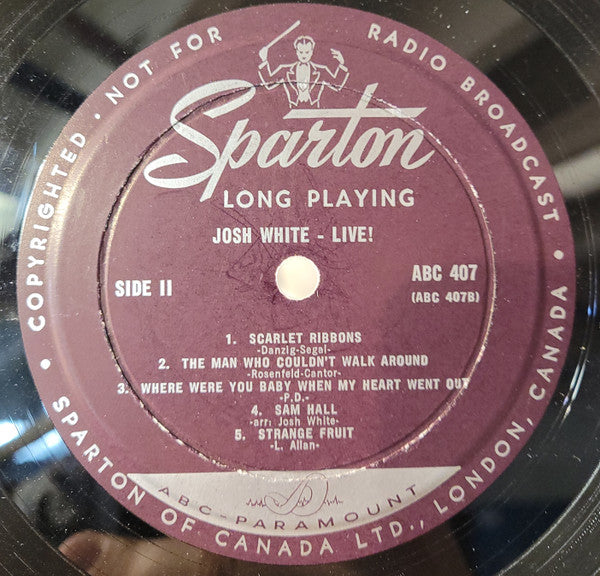 COPYRIGHTED · NOT FOR RADIO BROADCAST ·
Sparton
LONG PLAYING
JOSH WHITE - LIVE!
SIDE II
ABC 407
(ABC 407B)
1. SCARLET RIBBONS
-Danzig-Segal-
2. THE MAN WHO COULDN'T WALK AROUND
-Rosenfeld-Cantor-
3. WHERE WERE YOU BABY WHEN MY HEART WENT OUT
-P.D.-
4. SAM HALL
-arr: Josh White-
5. STRANGE FRUIT
-L. Allan-
ABC-PARAMOUNT
· SPARTON OF CANADA LTD., LONDON, CANADA ·